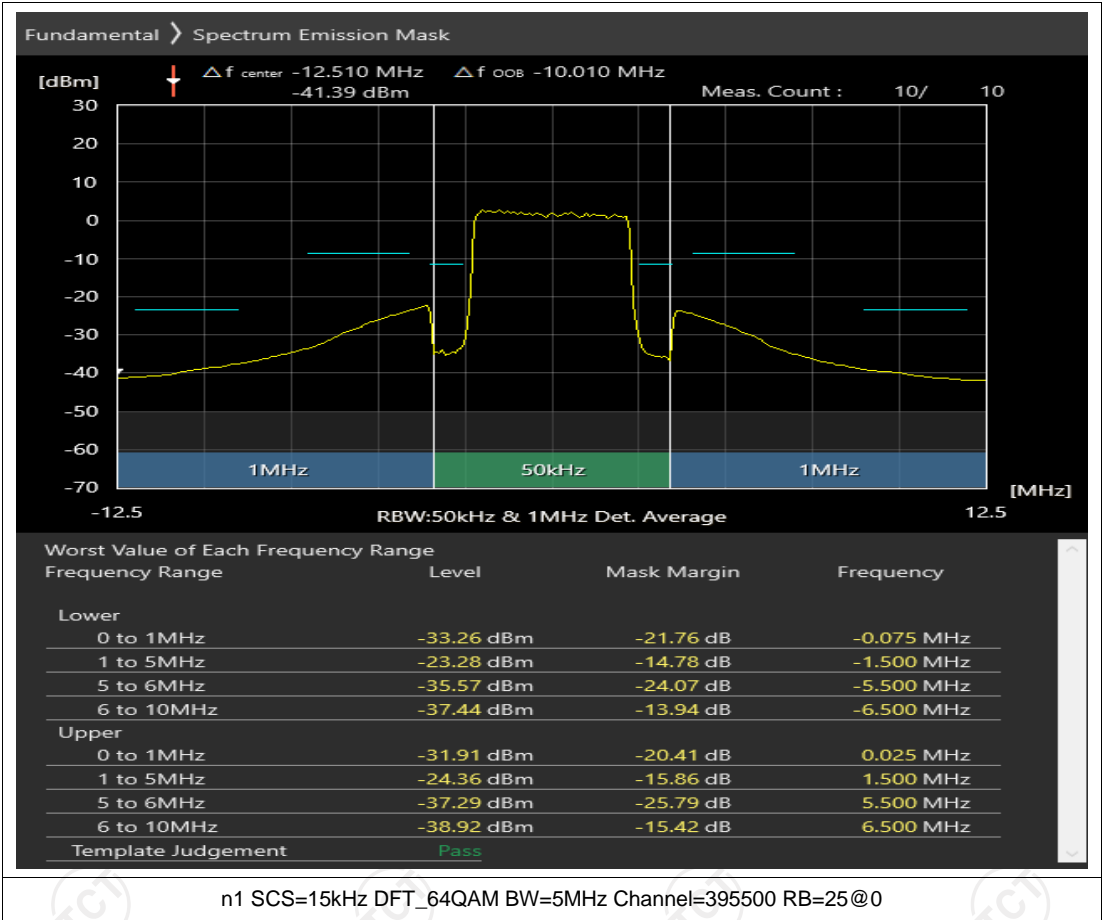 Fundamental ❯ Spectrum Emission Mask
[dBm] Δ f center -12.510 MHz Δ f OOB -10.010 MHz
-41.39 dBm Meas. Count : 10/ 10
30
20
10
0
-10
-20
-30
-40
-50
-60
1MHz 50kHz 1MHz
-70 [MHz]
-12.5 RBW:50kHz & 1MHz Det. Average 12.5
Worst Value of Each Frequency Range
Frequency Range Level Mask Margin Frequency
Lower
0 to 1MHz -33.26 dBm -21.76 dB -0.075 MHz
1 to 5MHz -23.28 dBm -14.78 dB -1.500 MHz
5 to 6MHz -35.57 dBm -24.07 dB -5.500 MHz
6 to 10MHz -37.44 dBm -13.94 dB -6.500 MHz
Upper
0 to 1MHz -31.91 dBm -20.41 dB 0.025 MHz
1 to 5MHz -24.36 dBm -15.86 dB 1.500 MHz
5 to 6MHz -37.29 dBm -25.79 dB 5.500 MHz
6 to 10MHz -38.92 dBm -15.42 dB 6.500 MHz
Template Judgement Pass
n1 SCS=15kHz DFT_64QAM BW=5MHz Channel=395500 RB=25@0
TCT TCT TCT TCT